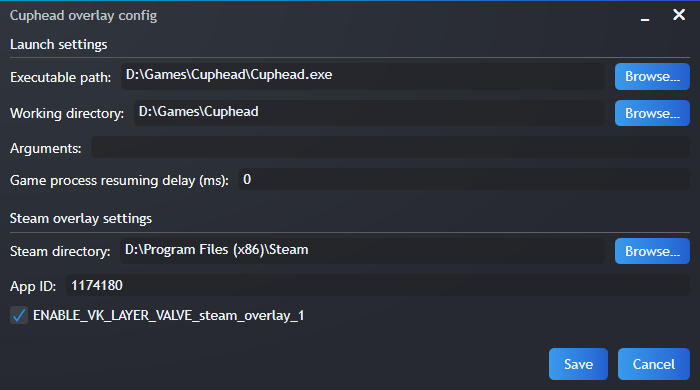 Cuphead overlay config
Launch settings
Executable path: D:\Games\Cuphead\Cuphead.exe Browse...
Working directory: D:\Games\Cuphead Browse...
Arguments:
Game process resuming delay (ms): 0
Steam overlay settings
Steam directory: D:\Program Files (x86)\Steam Browse...
App ID: 1174180
ENABLE_VK_LAYER_VALVE_steam_overlay_1
Save Cancel